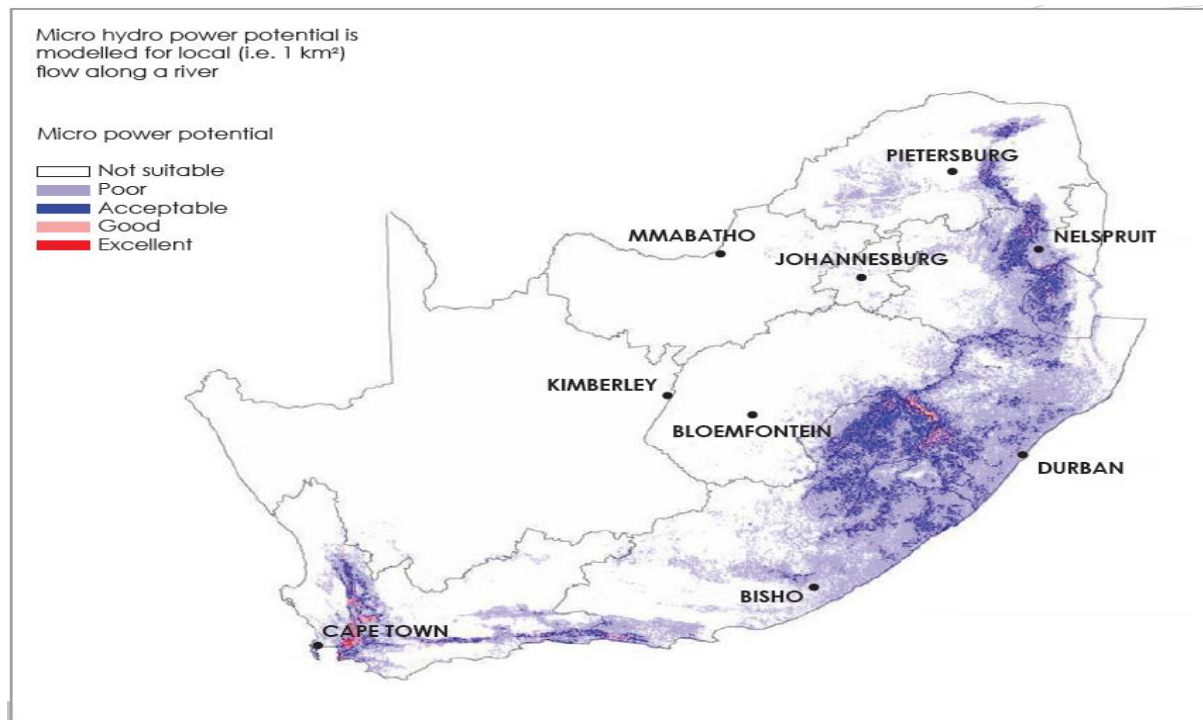 Micro hydro power potential is
modelled for local (i.e. 1 km²)
flow along a river
Micro power potential
Not suitable
Poor
Acceptable
Good
Excellent
PIETERSBURG
NELSPRUIT
MMABATHO
JOHANNESBURG
KIMBERLEY
BLOEMFONTEIN
DURBAN
BISHO
CAPE TOWN